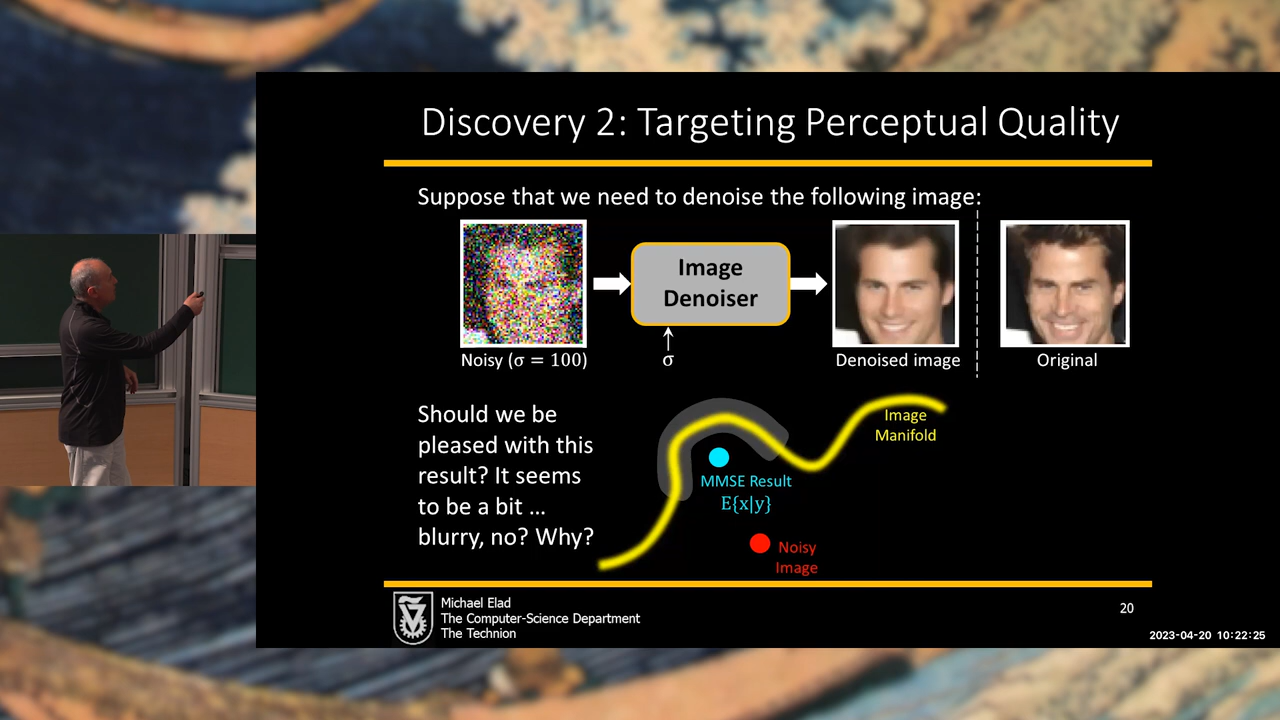 Discovery 2: Targeting Perceptual Quality
Suppose that we need to denoise the following image:
Image
Denoiser
Noisy (σ = 100)
σ
Denoised image
Original
Should we be
pleased with this
result? It seems
to be a bit ...
blurry, no? Why?
Image
Manifold
MMSE Result
E{x|y}
Noisy
Image
Michael Elad
The Computer-Science Department
The Technion
20
2023-04-20 10:22:25